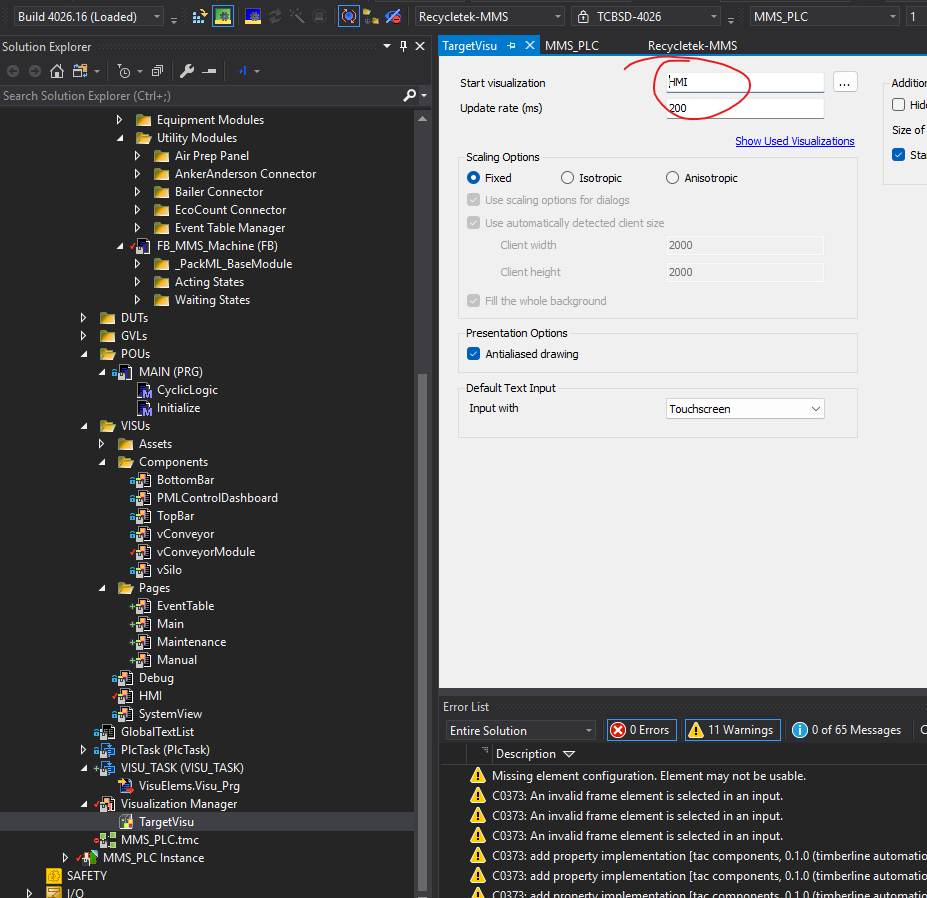 Build 4026.16 (Loaded)
Recycletek-MMS
TCBSD-4026
MMS_PLC
1
Solution Explorer
Search Solution Explorer (Ctrl+;)
Equipment Modules
Utility Modules
Air Prep Panel
AnkerAnderson Connector
Bailer Connector
EcoCount Connector
Event Table Manager
FB_MMS_Machine (FB)
_PackML_BaseModule
Acting States
Waiting States
DUTs
GVLs
POUs
MAIN (PRG)
CyclicLogic
Initialize
VISUs
Assets
Components
BottomBar
PMLControlDashboard
TopBar
vConveyor
vConveyorModule
vSilo
Pages
EventTable
Main
Maintenance
Manual
Debug
HMI
SystemView
GlobalTextList
PlcTask (PlcTask)
VISU_TASK (VISU_TASK)
VisuElems.Visu_Prg
Visualization Manager
TargetVisu
MMS_PLC.tmc
MMS_PLC Instance
SAFETY
I/O
TargetVisu
MMS_PLC
Recycletek-MMS
Start visualization
HMI
...
Update rate (ms)
200
Show Used Visualizations
Scaling Options
Fixed
Isotropic
Anisotropic
Use scaling options for dialogs
Use automatically detected client size
Client width
2000
Client height
2000
Fill the whole background
Presentation Options
Antialiased drawing
Default Text Input
Input with
Touchscreen
Addition
Hide
Size of
Star
Error List
Entire Solution
0 Errors
11 Warnings
0 of 65 Messages
Description
Missing element configuration. Element may not be usable.
C0373: An invalid frame element is selected in an input.
C0373: An invalid frame element is selected in an input.
C0373: An invalid frame element is selected in an input.
C0373: add property implementation [tac components, 0.1.0 (timberline automatio
C0373: add property implementation [tac components, 0.1.0 (timberline automatio
C0373: add property implementation [tac components, 0.1.0 (timberline automatio